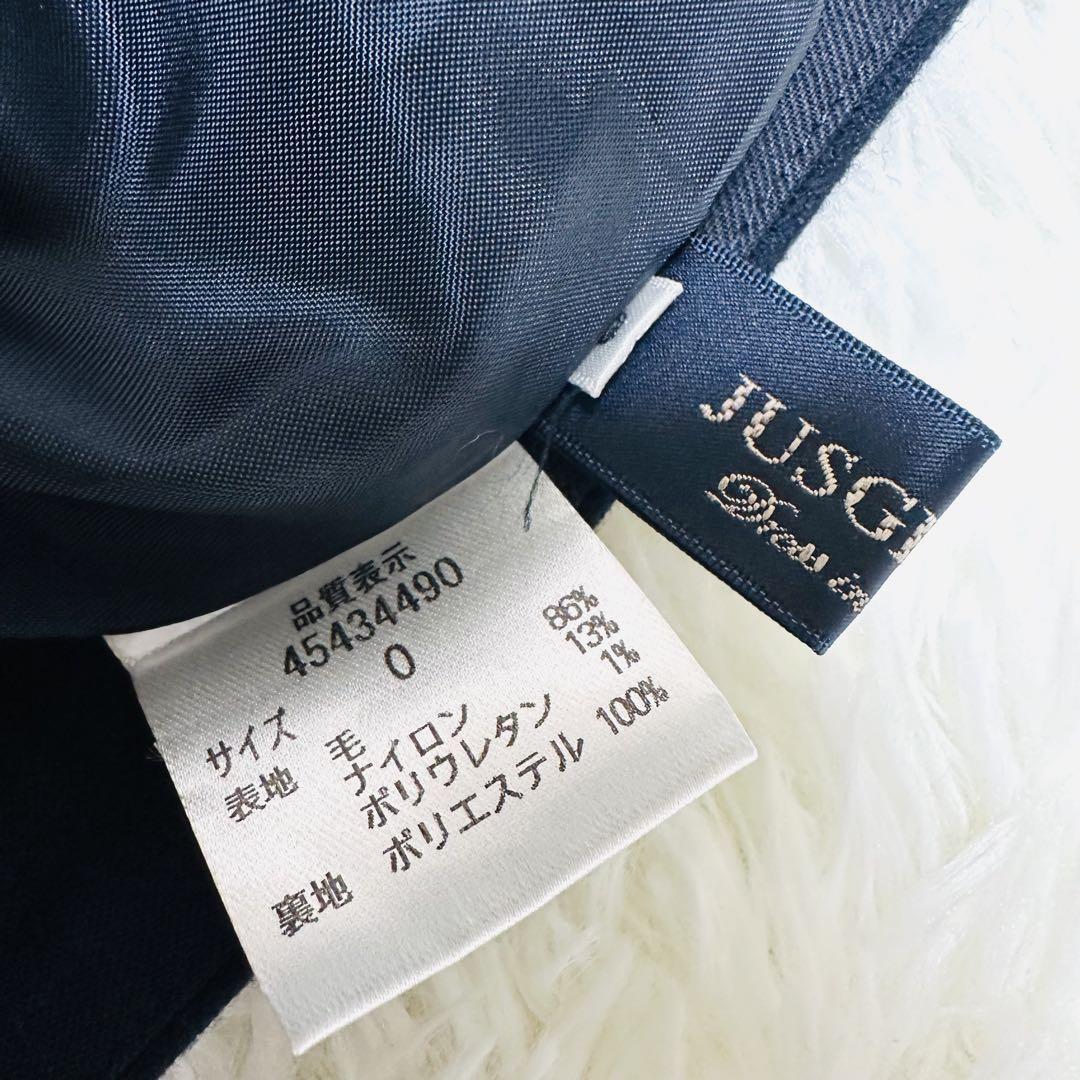 JUSG
品質表示
45434490
サイズ 0
表地 毛 86%
ナイロン 13%
ポリウレタン 1%
裏地 ポリエステル 100%